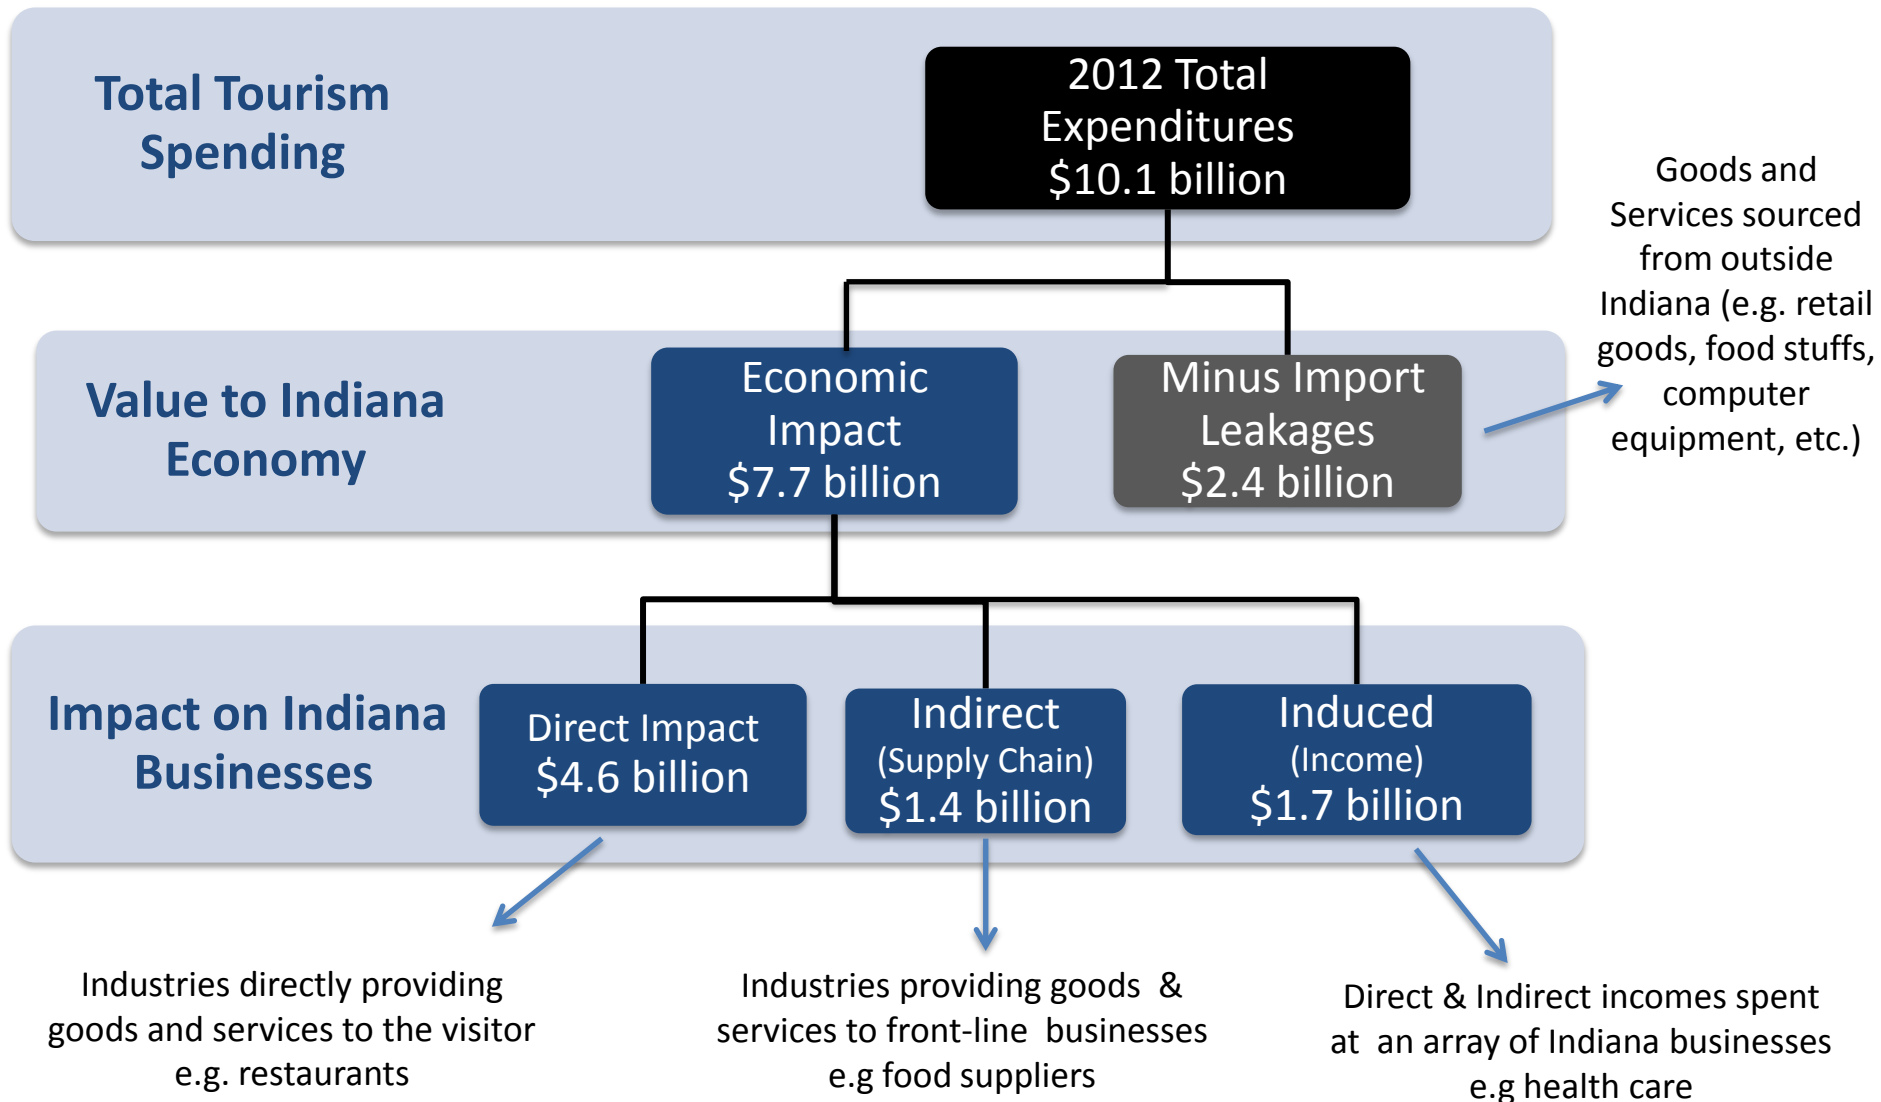 Total Tourism
Spending
2012 Total
Expenditures
$10.1 billion
Goods and
Services sourced
from outside
Indiana (e.g. retail
goods, food stuffs,
computer
equipment, etc.)
Value to Indiana
Economy
Economic
Impact
$7.7 billion
Minus Import
Leakages
$2.4 billion
Impact on Indiana
Businesses
Direct Impact
$4.6 billion
Indirect
(Supply Chain)
$1.4 billion
Induced
(Income)
$1.7 billion
Industries directly providing
goods and services to the visitor
e.g. restaurants
Industries providing goods  &
services to front-line  businesses
e.g food suppliers
Direct & Indirect incomes spent
at  an array of Indiana businesses
e.g health care